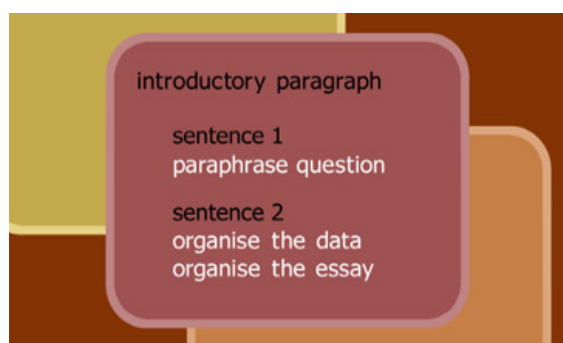 introductory paragraph
sentence 1
paraphrase question
sentence 2
organise the data
organise the essay